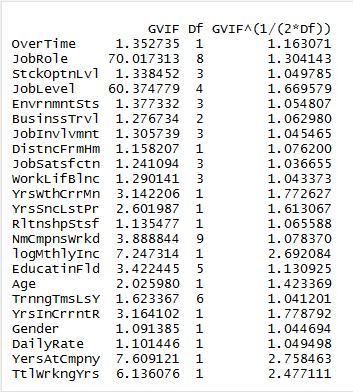 GVIF Df GVIF^(1/(2*Df))
OverTime 1.352735 1 1.163071
JobRole 70.017313 8 1.304143
StckOptnLvl 1.338452 3 1.049785
JobLevel 60.374779 4 1.669579
EnvrnmntSts 1.377332 3 1.054807
BusinssTrvl 1.276734 2 1.062980
JobInvlvmnt 1.305739 3 1.045465
DistncFrmHm 1.158207 1 1.076200
JobSatsfctn 1.241094 3 1.036655
WorkLifBlnc 1.290141 3 1.043373
YrsWthCrrMn 3.142206 1 1.772627
YrsSncLstPr 2.601987 1 1.613067
RltnshpStsf 1.135477 1 1.065588
NmCmpnsWrkd 3.888844 9 1.078370
logMthlyInc 7.247314 1 2.692084
EducatinFld 3.422445 5 1.130925
Age 2.025980 1 1.423369
TrnngTmsLsY 1.623367 6 1.041201
YrsInCrrntR 3.164102 1 1.778792
Gender 1.091385 1 1.044694
DailyRate 1.101446 1 1.049498
YersAtCmpny 7.609121 1 2.758463
TtlWrkngYrs 6.136076 1 2.477111